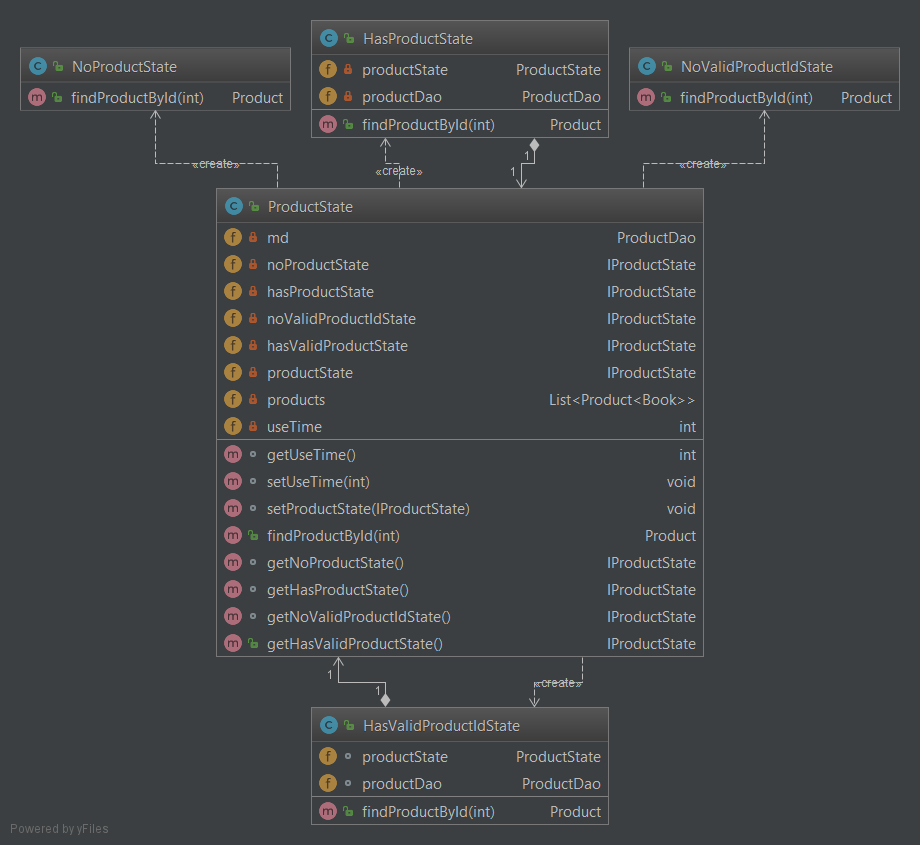 NoProductState
findProductById(int) Product
HasProductState
productState ProductState
productDao ProductDao
findProductById(int) Product
NoValidProductIdState
findProductById(int) Product
«create»
«create»
1
1
«create»
ProductState
md ProductDao
noProductState IProductState
hasProductState IProductState
noValidProductIdState IProductState
hasValidProductState IProductState
productState IProductState
products List<Product<Book>>
useTime int
getUseTime() int
setUseTime(int) void
setProductState(IProductState) void
findProductById(int) Product
getNoProductState() IProductState
getHasProductState() IProductState
getNoValidProductIdState() IProductState
getHasValidProductState() IProductState
1
1
«create»
HasValidProductIdState
productState ProductState
productDao ProductDao
findProductById(int) Product
Powered by yFiles